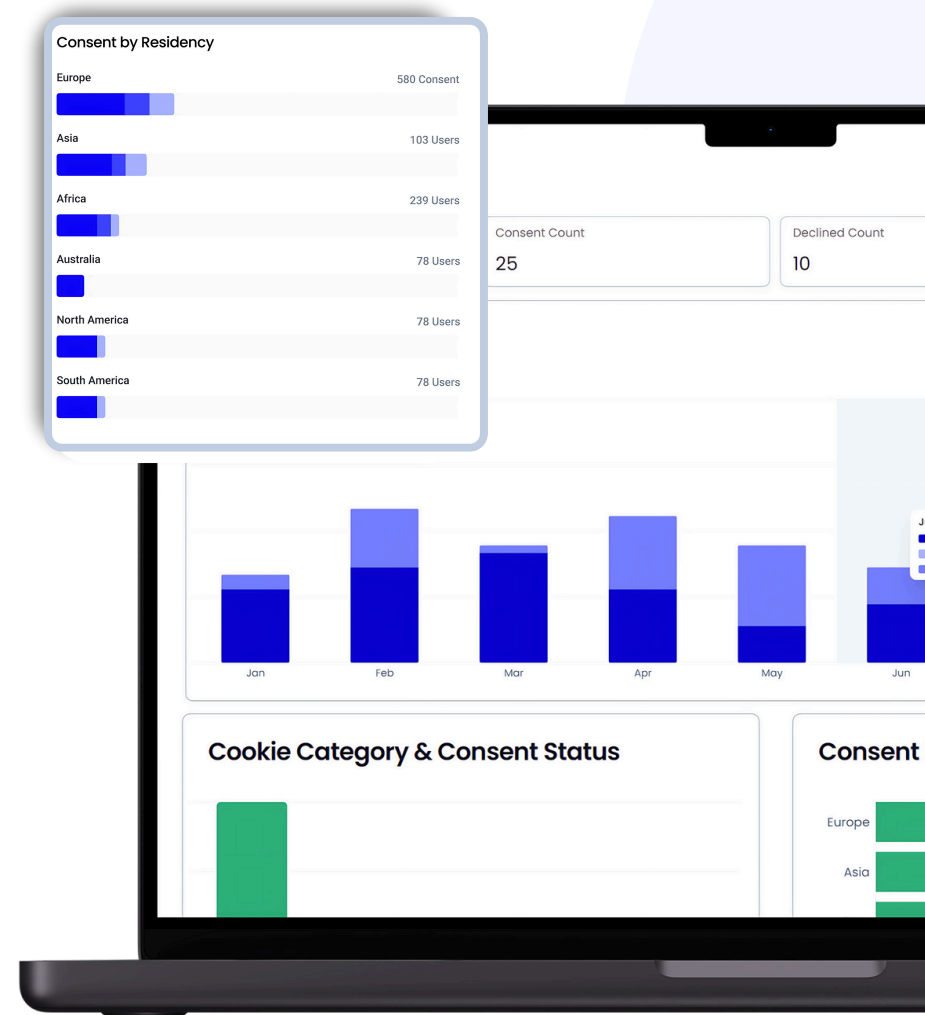 Consent by Residency
Europe
580 Consent
Asia
103 Users
Africa
239 Users
Australia
78 Users
North America
78 Users
South America
78 Users
Consent Count
25
Declined Count
10
Jan
Feb
Mar
Apr
May
Jun
Cookie Category & Consent Status
Consent
Europe
Asia